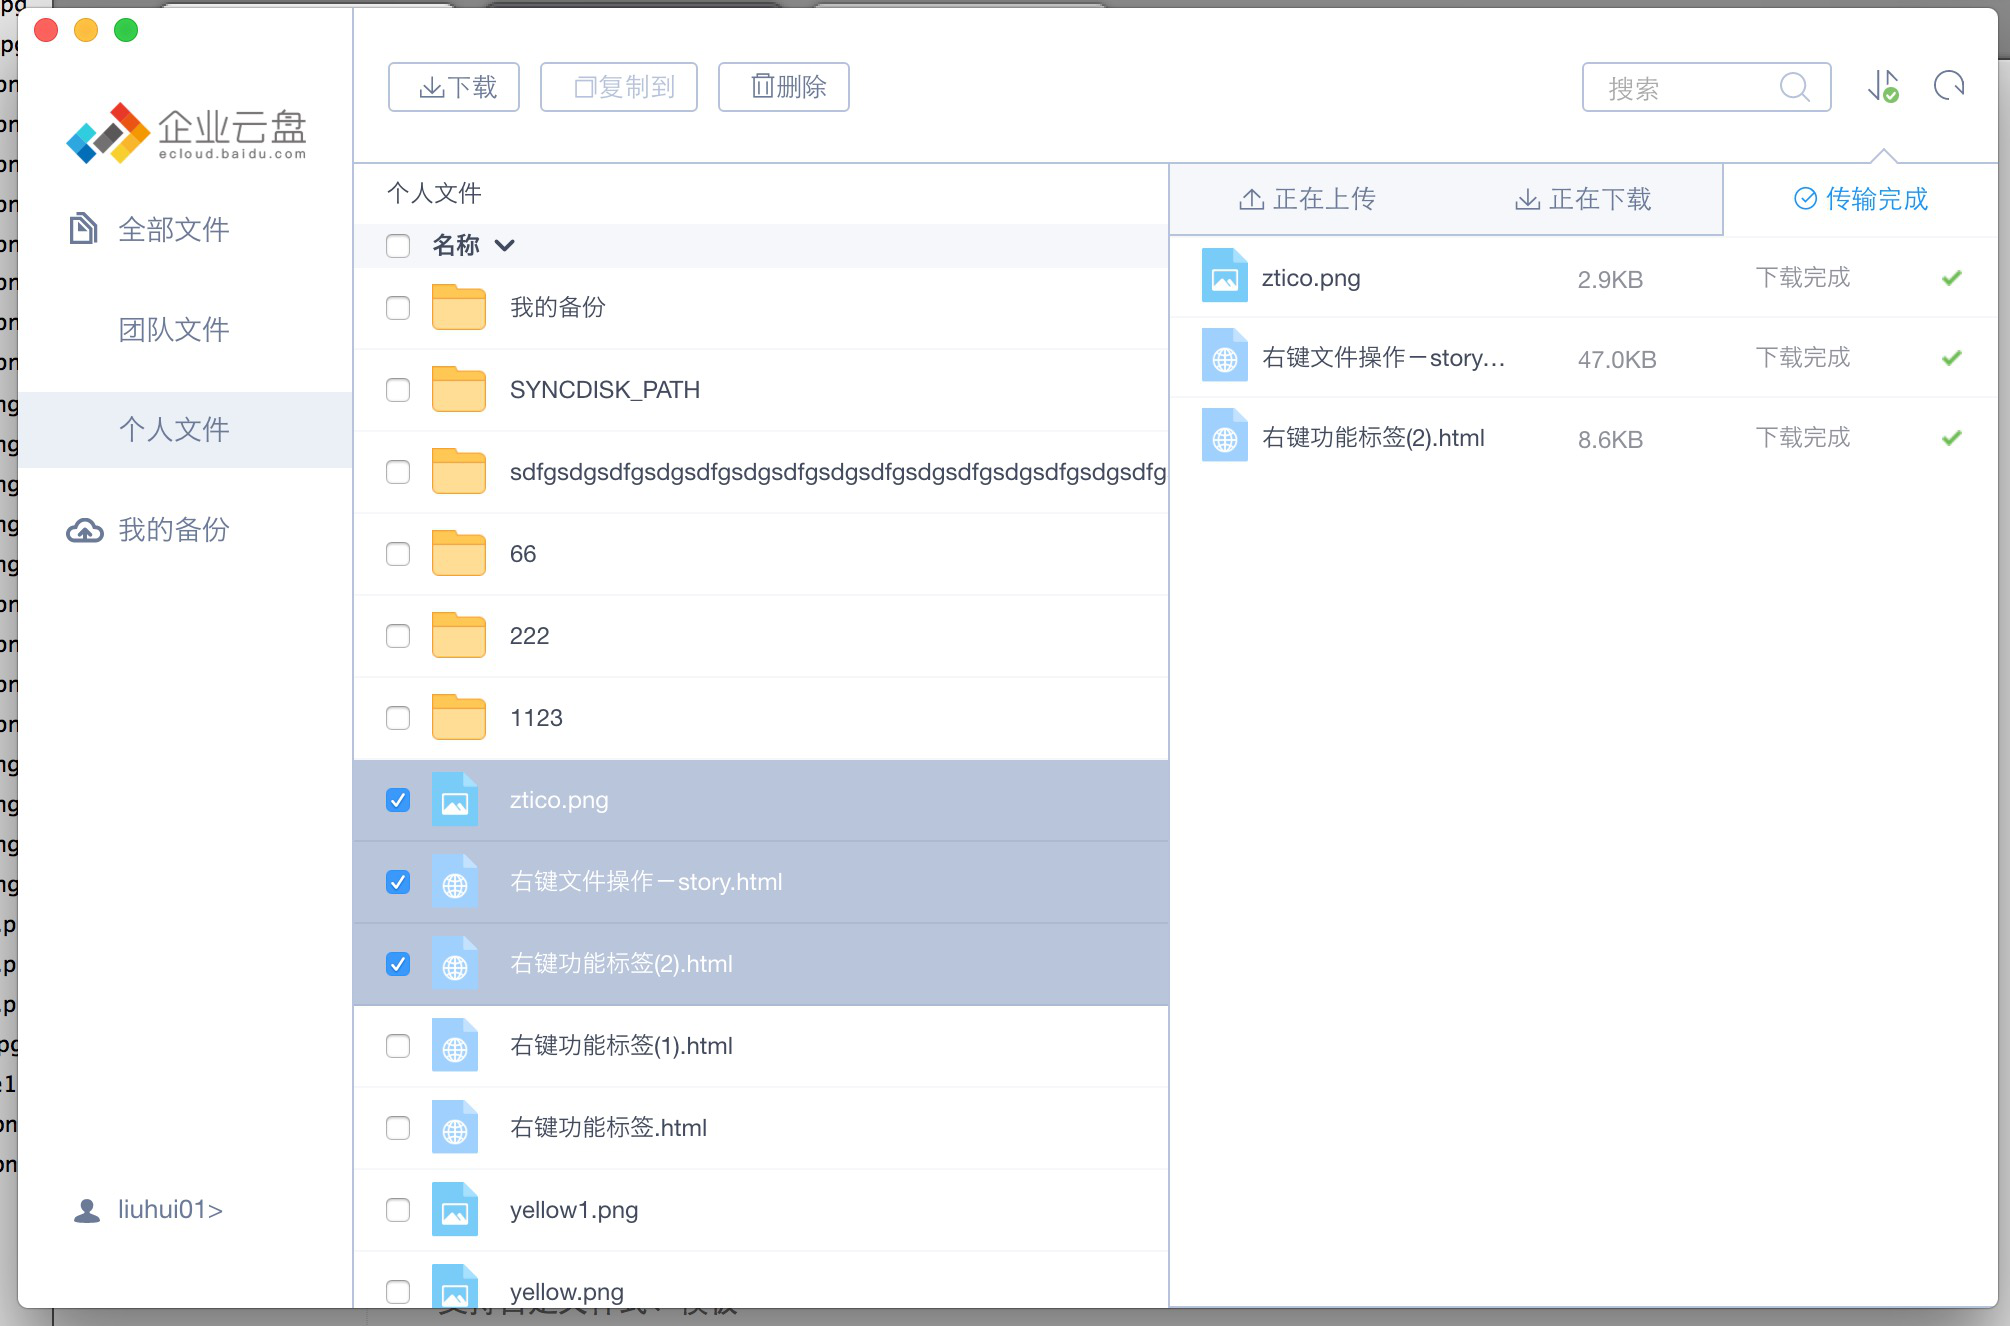 下载
复制到
删除
搜索
企业云盘
ecloud.baidu.com
全部文件
团队文件
个人文件
我的备份
liuhui01>
个人文件
名称
我的备份
SYNCDISK_PATH
sdfgsdgsdfgsdgsdfgsdgsdfgsdgsdfgsdgsdfgsdgsdfgsdgsdfg
66
222
1123
ztico.png
右键文件操作－story.html
右键功能标签(2).html
右键功能标签(1).html
右键功能标签.html
yellow1.png
yellow.png
正在上传
正在下载
传输完成
ztico.png 2.9KB 下载完成
右键文件操作－story... 47.0KB 下载完成
右键功能标签(2).html 8.6KB 下载完成